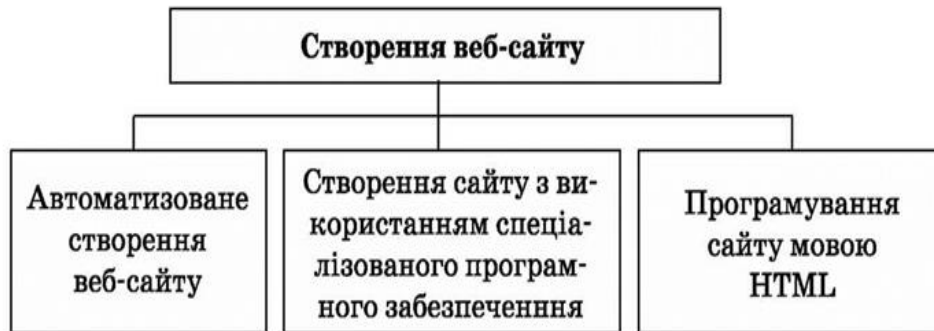 Створення веб-сайту
Автоматизоване
створення
веб-сайту
Створення сайту з ви-
користанням спеціа-
лізованого програм-
ного забезпеченння
Програмування
сайту мовою
HTML